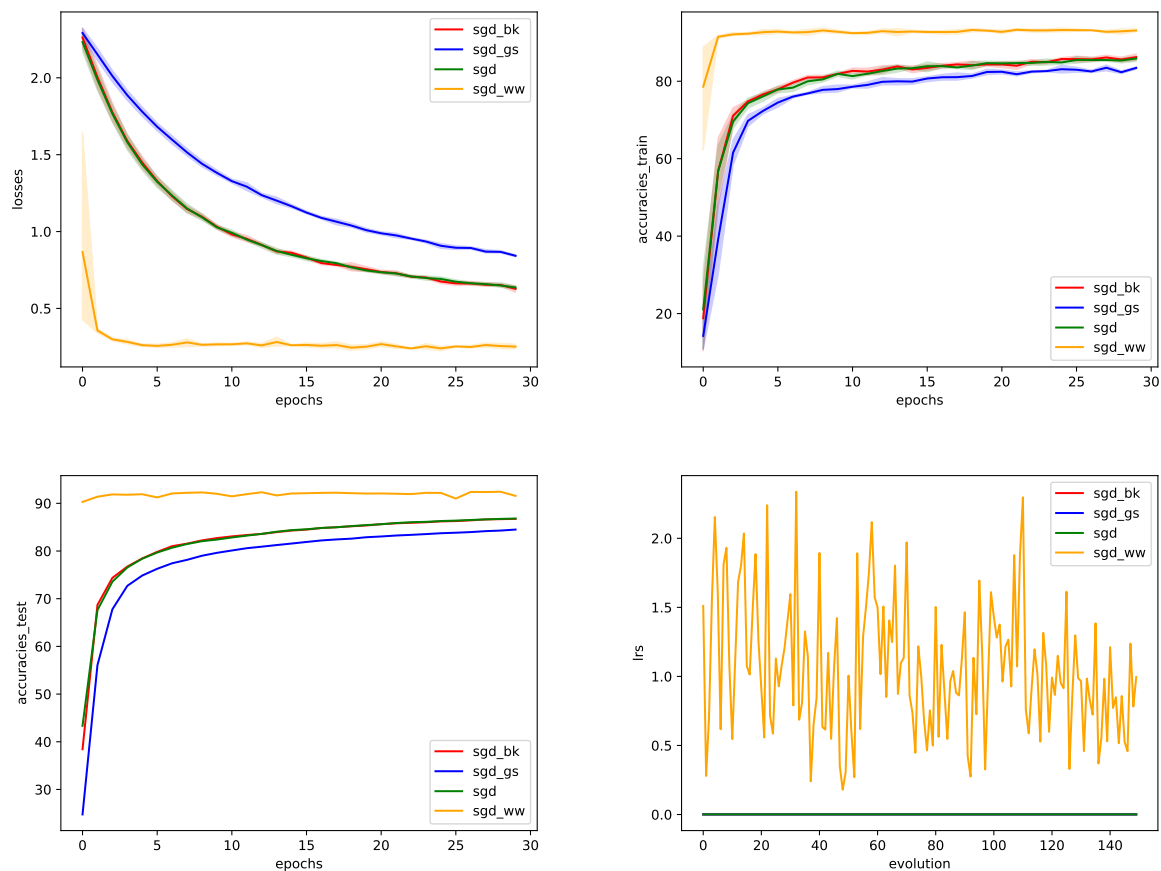 2.0
1.5
1.0
0.5
losses
0
5
10
15
20
25
30
epochs
sgd_bk
sgd_gs
sgd
sgd_ww
80
60
40
20
accuracies_train
0
5
10
15
20
25
30
epochs
sgd_bk
sgd_gs
sgd
sgd_ww
90
80
70
60
50
40
30
accuracies_test
0
5
10
15
20
25
30
epochs
sgd_bk
sgd_gs
sgd
sgd_ww
2.0
1.5
1.0
0.5
0.0
lrs
0
20
40
60
80
100
120
140
evolution
sgd_bk
sgd_gs
sgd
sgd_ww